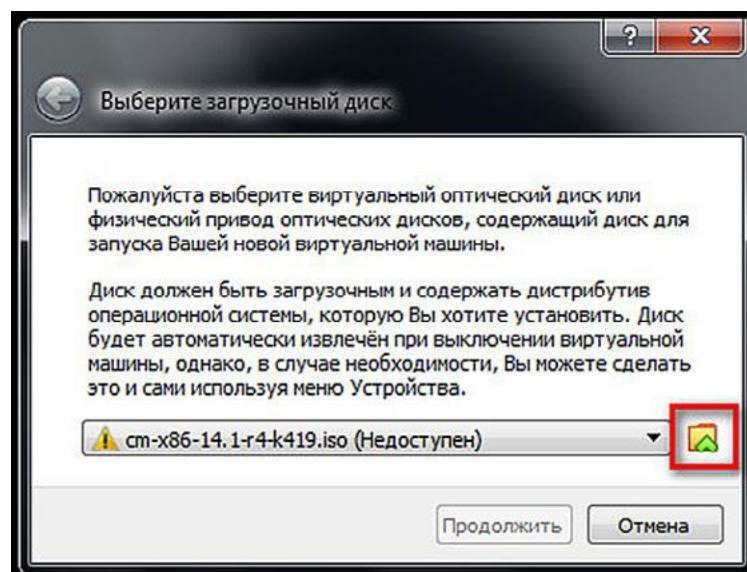 Выберите загрузочный диск
Пожалуйста выберите виртуальный оптический диск или
физический привод оптических дисков, содержащий диск для
запуска Вашей новой виртуальной машины.
Диск должен быть загрузочным и содержать дистрибутив
операционной системы, которую Вы хотите установить. Диск
будет автоматически извлечён при выключении виртуальной
машины, однако, в случае необходимости, Вы можете сделать
это и сами используя меню Устройства.
cm-x86-14.1-r4-k419.iso (Недоступен)
Продолжить Отмена